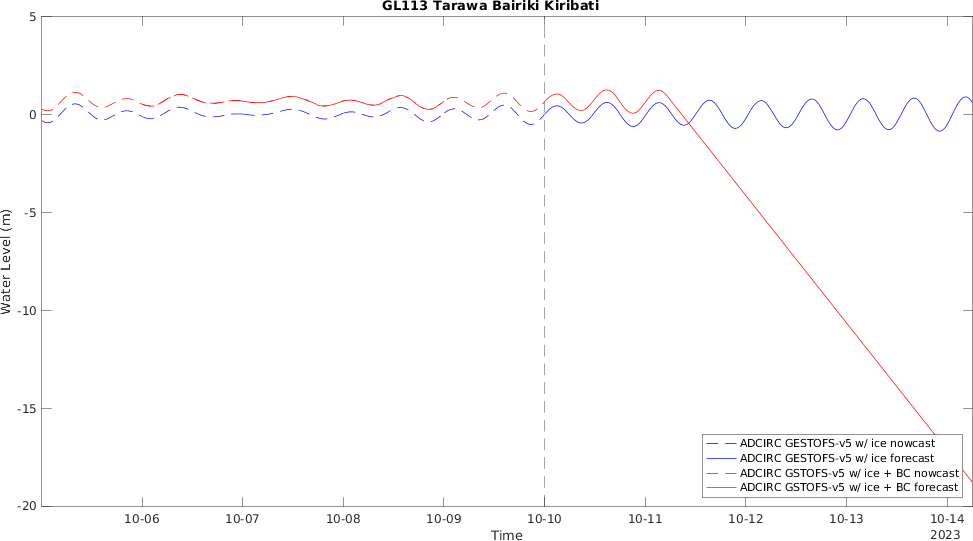 GL113 Tarawa Bairiki Kiribati
5
0
-5
-10
-15
-20
Water Level (m)
10-06
10-07
10-08
10-09
10-10
10-11
10-12
10-13
10-14
2023
Time
ADCIRC GESTOFS-v5 w/ ice nowcast
ADCIRC GESTOFS-v5 w/ ice forecast
ADCIRC GSTOFS-v5 w/ ice + BC nowcast
ADCIRC GSTOFS-v5 w/ ice + BC forecast